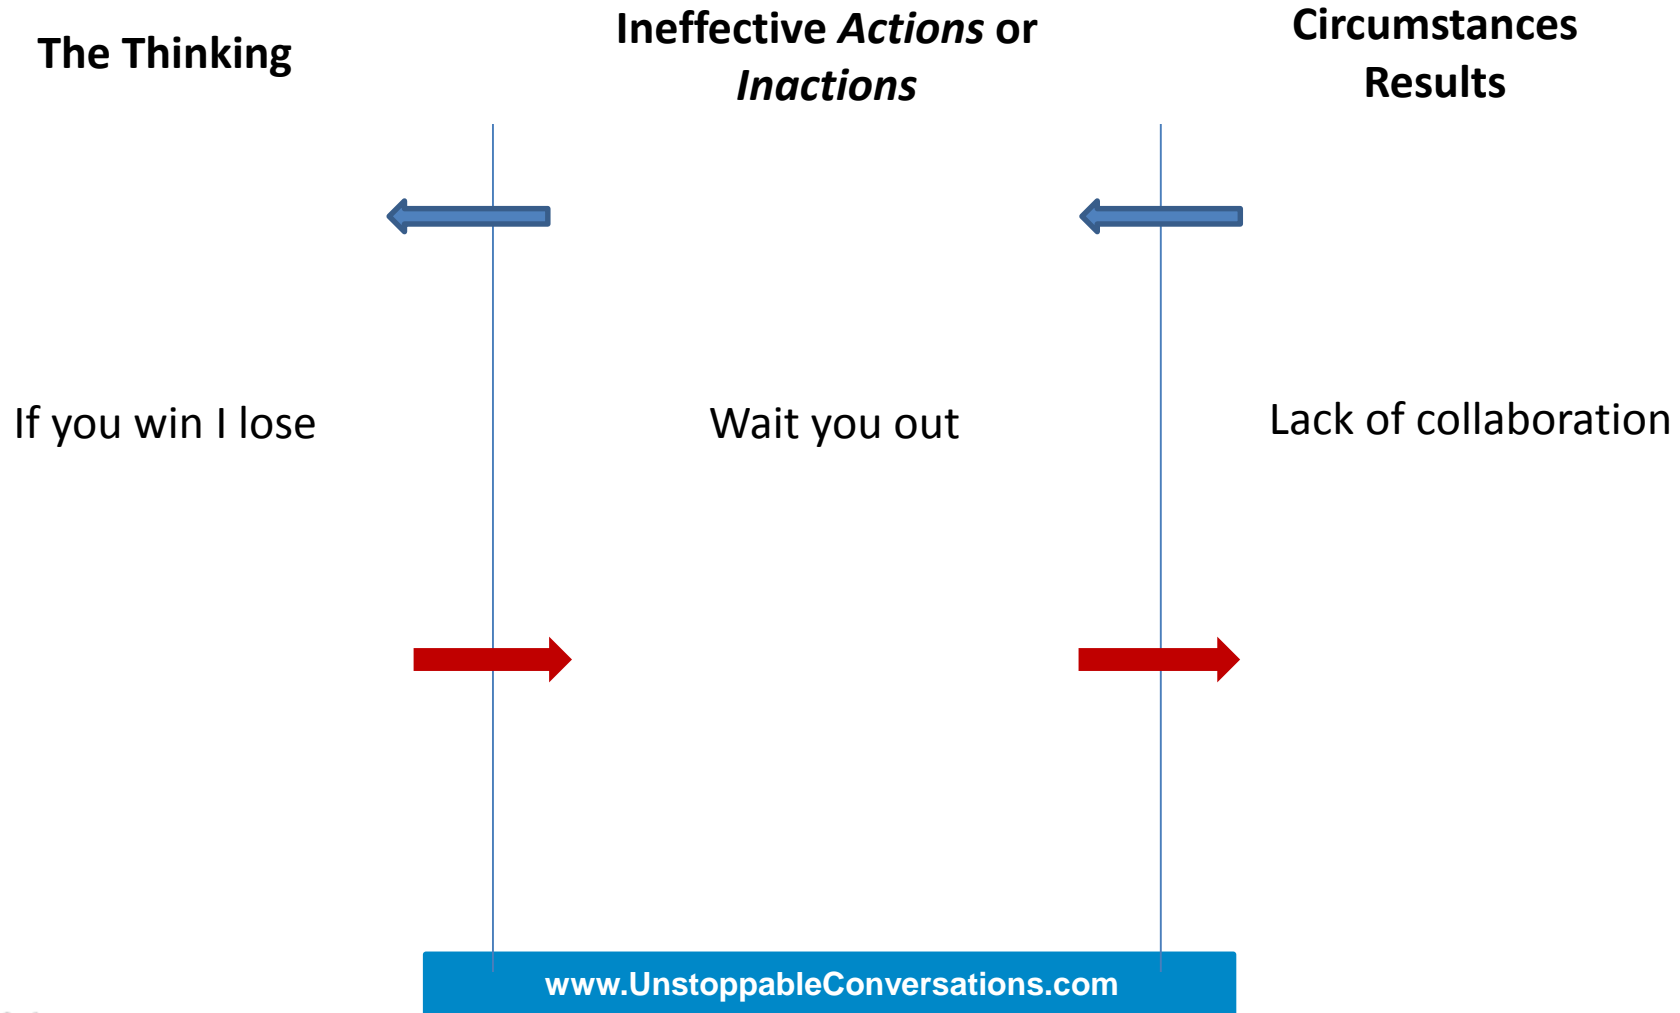 The Thinking
Ineffective Actions or
Inactions
Circumstances
Results
If you win I lose
Wait you out
Lack of collaboration
www.UnstoppableConversations.com